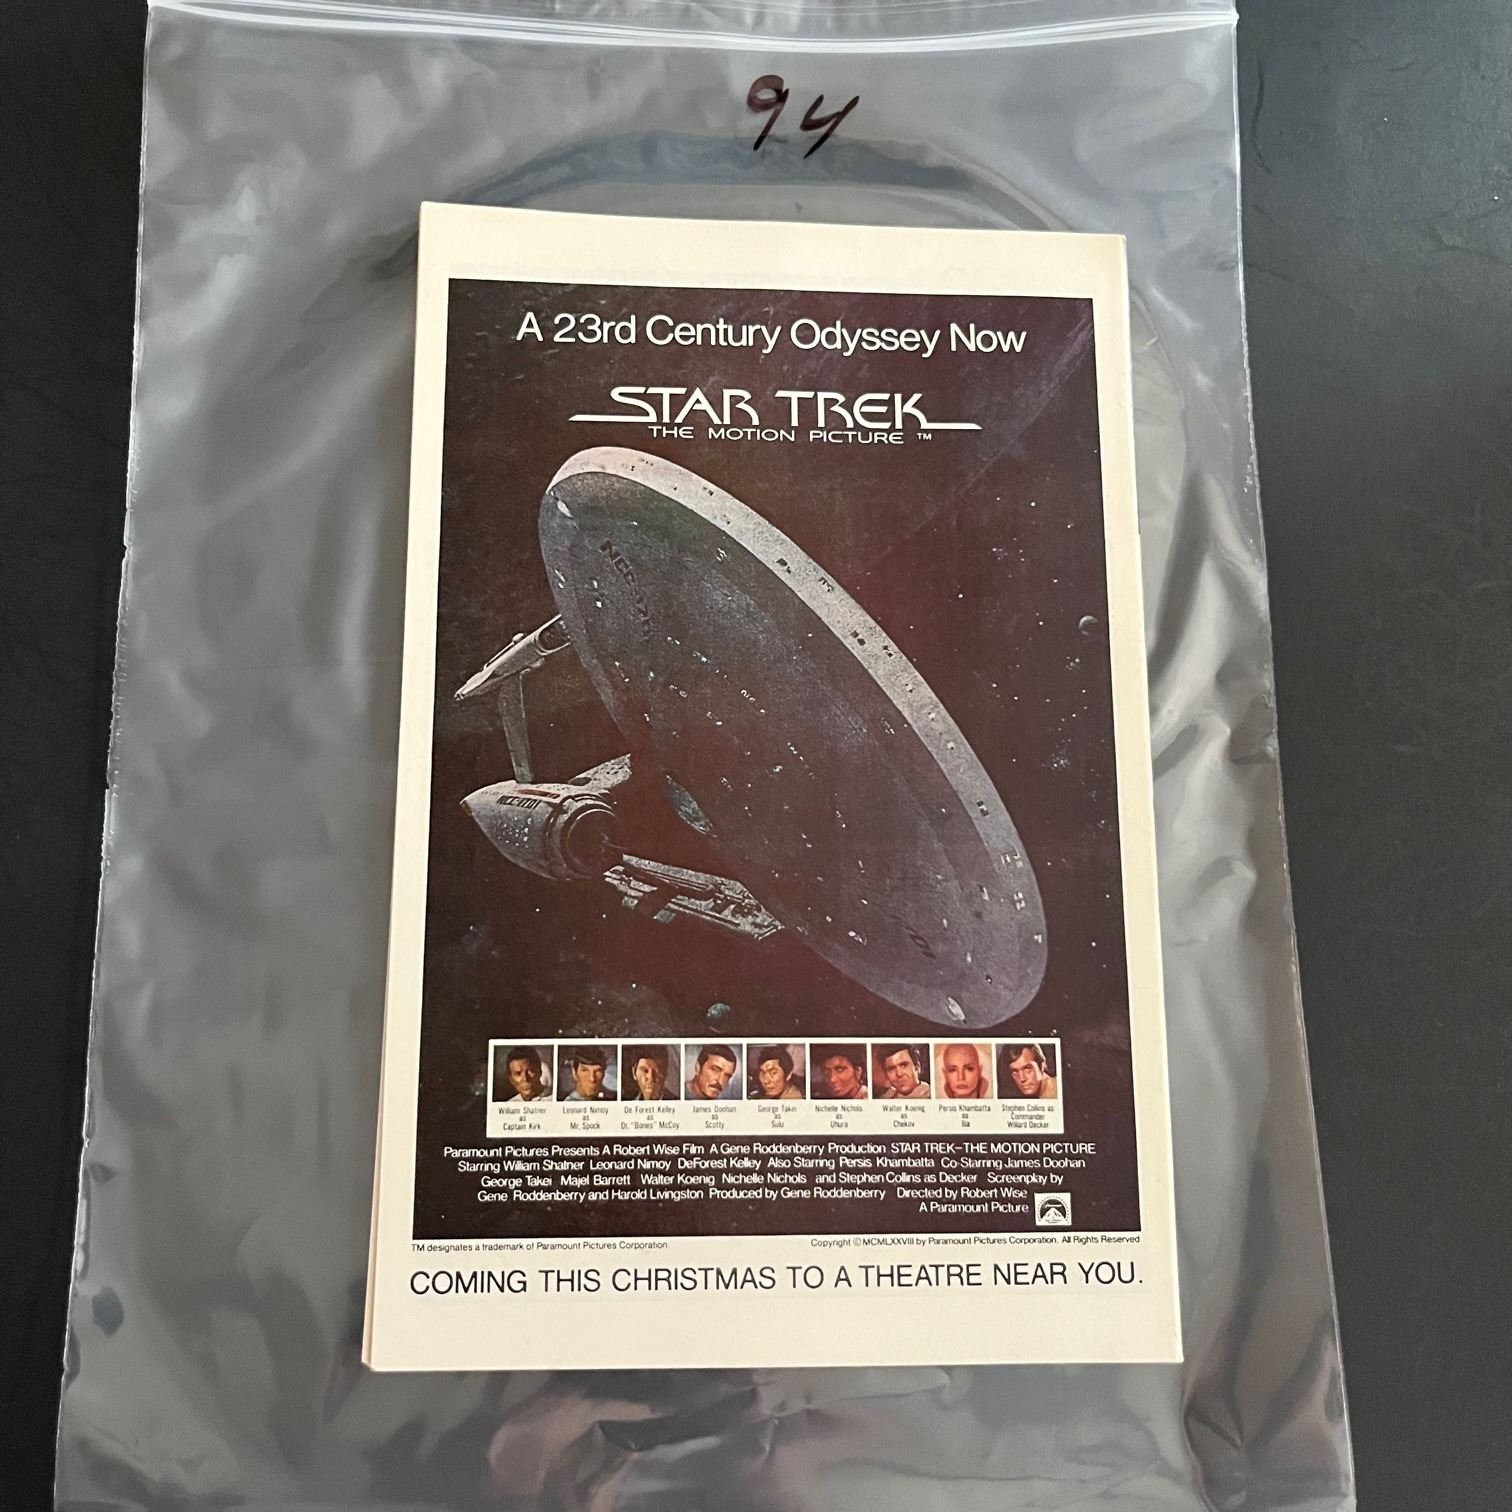 94
A 23rd Century Odyssey Now
STAR TREK
THE MOTION PICTURE ™
NCC-1701
NCC-1701
William Shatner as Captain Kirk
Leonard Nimoy as Mr. Spock
De Forest Kelley as Dr. "Bones" McCoy
James Doohan as Scotty
George Takei as Sulu
Nichelle Nichols as Uhura
Walter Koenig as Chekov
Persis Khambatta as Ilia
Stephen Collins as Commander Willard Decker
Paramount Pictures Presents A Robert Wise Film A Gene Roddenberry Production STAR TREK—THE MOTION PICTURE
Starring William Shatner Leonard Nimoy DeForest Kelley Also Starring Persis Khambatta Co-Starring James Doohan
George Takei Majel Barrett Walter Koenig Nichelle Nichols and Stephen Collins as Decker Screenplay by
Gene Roddenberry and Harold Livingston Produced by Gene Roddenberry Directed by Robert Wise
A Paramount Picture
TM designates a trademark of Paramount Pictures Corporation
Copyright ©MCMLXXVIII by Paramount Pictures Corporation. All Rights Reserved
COMING THIS CHRISTMAS TO A THEATRE NEAR YOU.